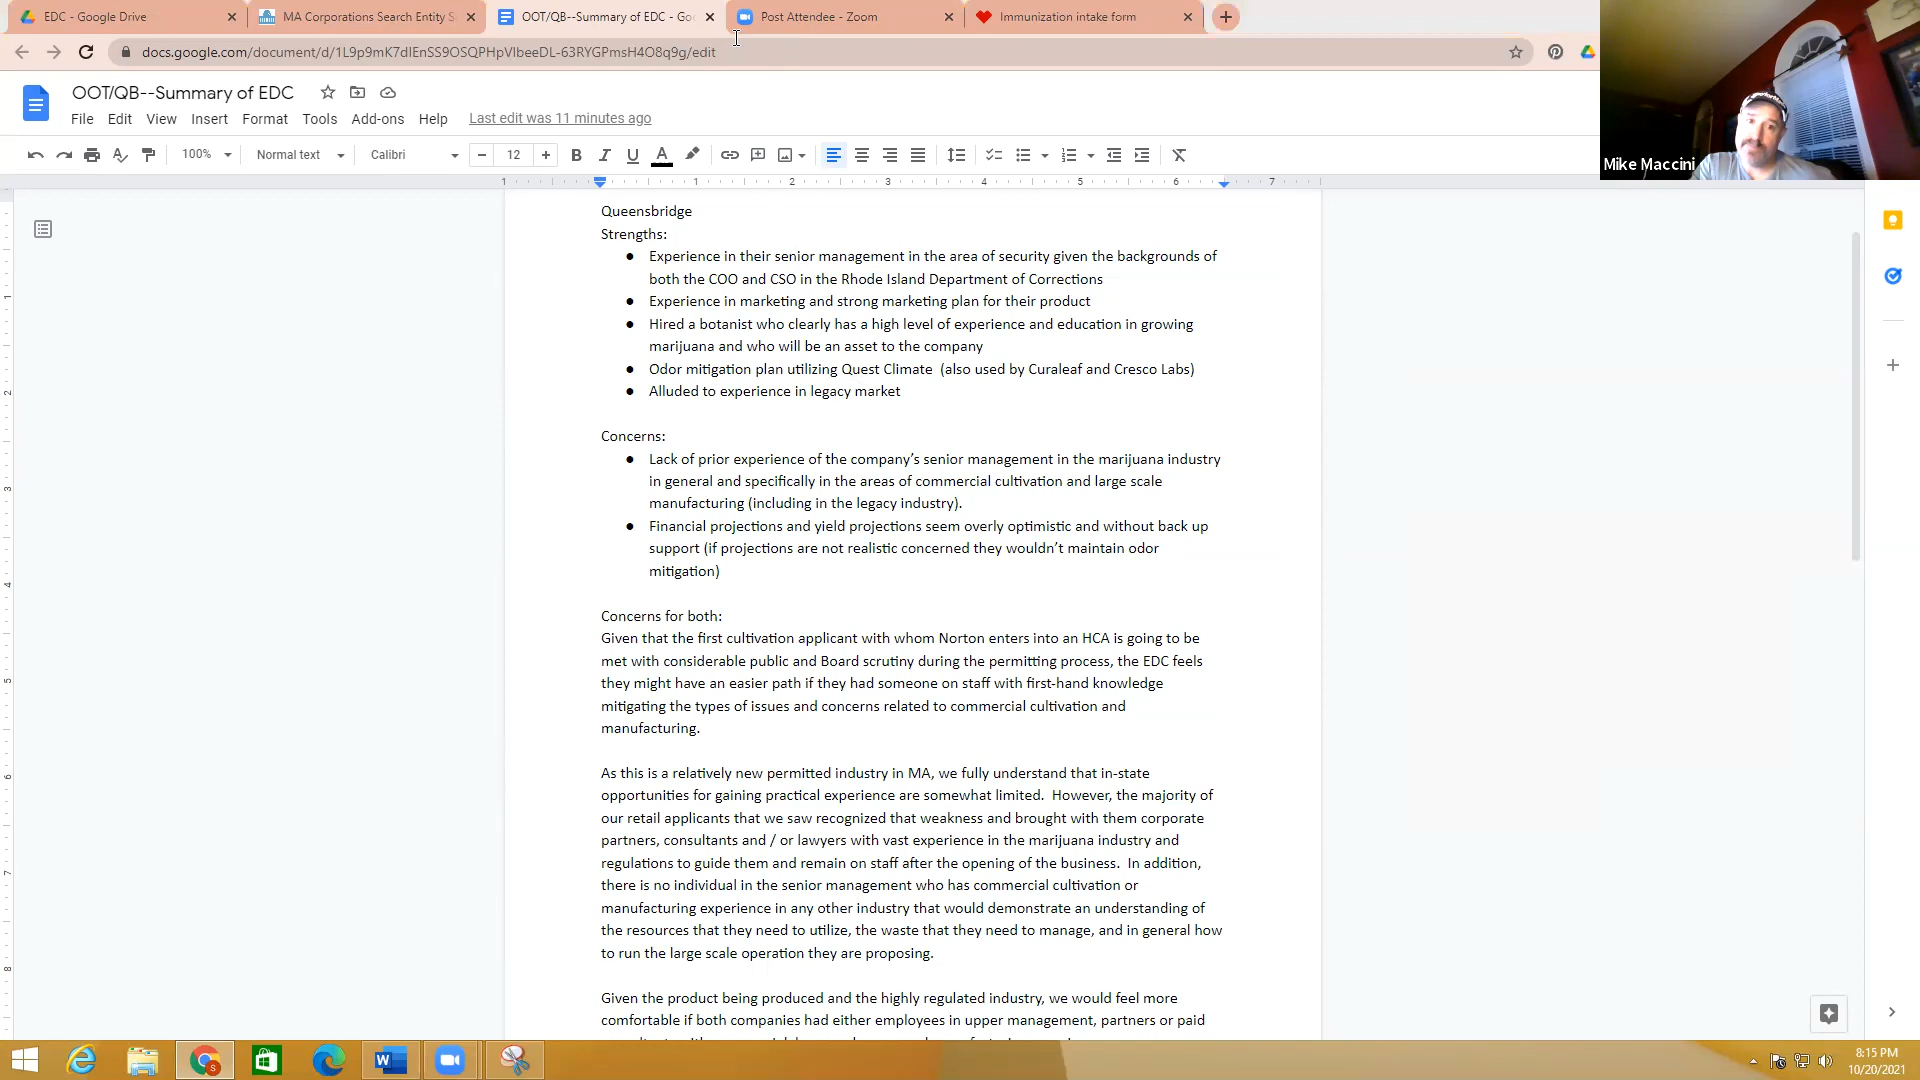 EDC - Google Drive
MA Corporations Search Entity S
OOT/QB--Summary of EDC - Go
Post Attendee - Zoom
Immunization intake form
docs.google.com/document/d/1L9p9mK7dIEnSS9OSQPHpVIbeeDL-63RYGPmsH4O8q9g/edit
OOT/QB--Summary of EDC
File Edit View Insert Format Tools Add-ons Help Last edit was 11 minutes ago
100% Normal text Calibri 12 B I U A
Mike Maccini
1 1 2 3 4 5 6 7
Queensbridge
Strengths:
● Experience in their senior management in the area of security given the backgrounds of
both the COO and CSO in the Rhode Island Department of Corrections
● Experience in marketing and strong marketing plan for their product
● Hired a botanist who clearly has a high level of experience and education in growing
marijuana and who will be an asset to the company
● Odor mitigation plan utilizing Quest Climate  (also used by Curaleaf and Cresco Labs)
● Alluded to experience in legacy market
Concerns:
● Lack of prior experience of the company’s senior management in the marijuana industry
in general and specifically in the areas of commercial cultivation and large scale
manufacturing (including in the legacy industry).
● Financial projections and yield projections seem overly optimistic and without back up
support (if projections are not realistic concerned they wouldn’t maintain odor
mitigation)
Concerns for both:
Given that the first cultivation applicant with whom Norton enters into an HCA is going to be
met with considerable public and Board scrutiny during the permitting process, the EDC feels
they might have an easier path if they had someone on staff with first-hand knowledge
mitigating the types of issues and concerns related to commercial cultivation and
manufacturing.
As this is a relatively new permitted industry in MA, we fully understand that in-state
opportunities for gaining practical experience are somewhat limited.  However, the majority of
our retail applicants that we saw recognized that weakness and brought with them corporate
partners, consultants and / or lawyers with vast experience in the marijuana industry and
regulations to guide them and remain on staff after the opening of the business.  In addition,
there is no individual in the senior management who has commercial cultivation or
manufacturing experience in any other industry that would demonstrate an understanding of
the resources that they need to utilize, the waste that they need to manage, and in general how
to run the large scale operation they are proposing.
Given the product being produced and the highly regulated industry, we would feel more
comfortable if both companies had either employees in upper management, partners or paid
1
2
3
4
5
6
7
8
8:15 PM
10/20/2021